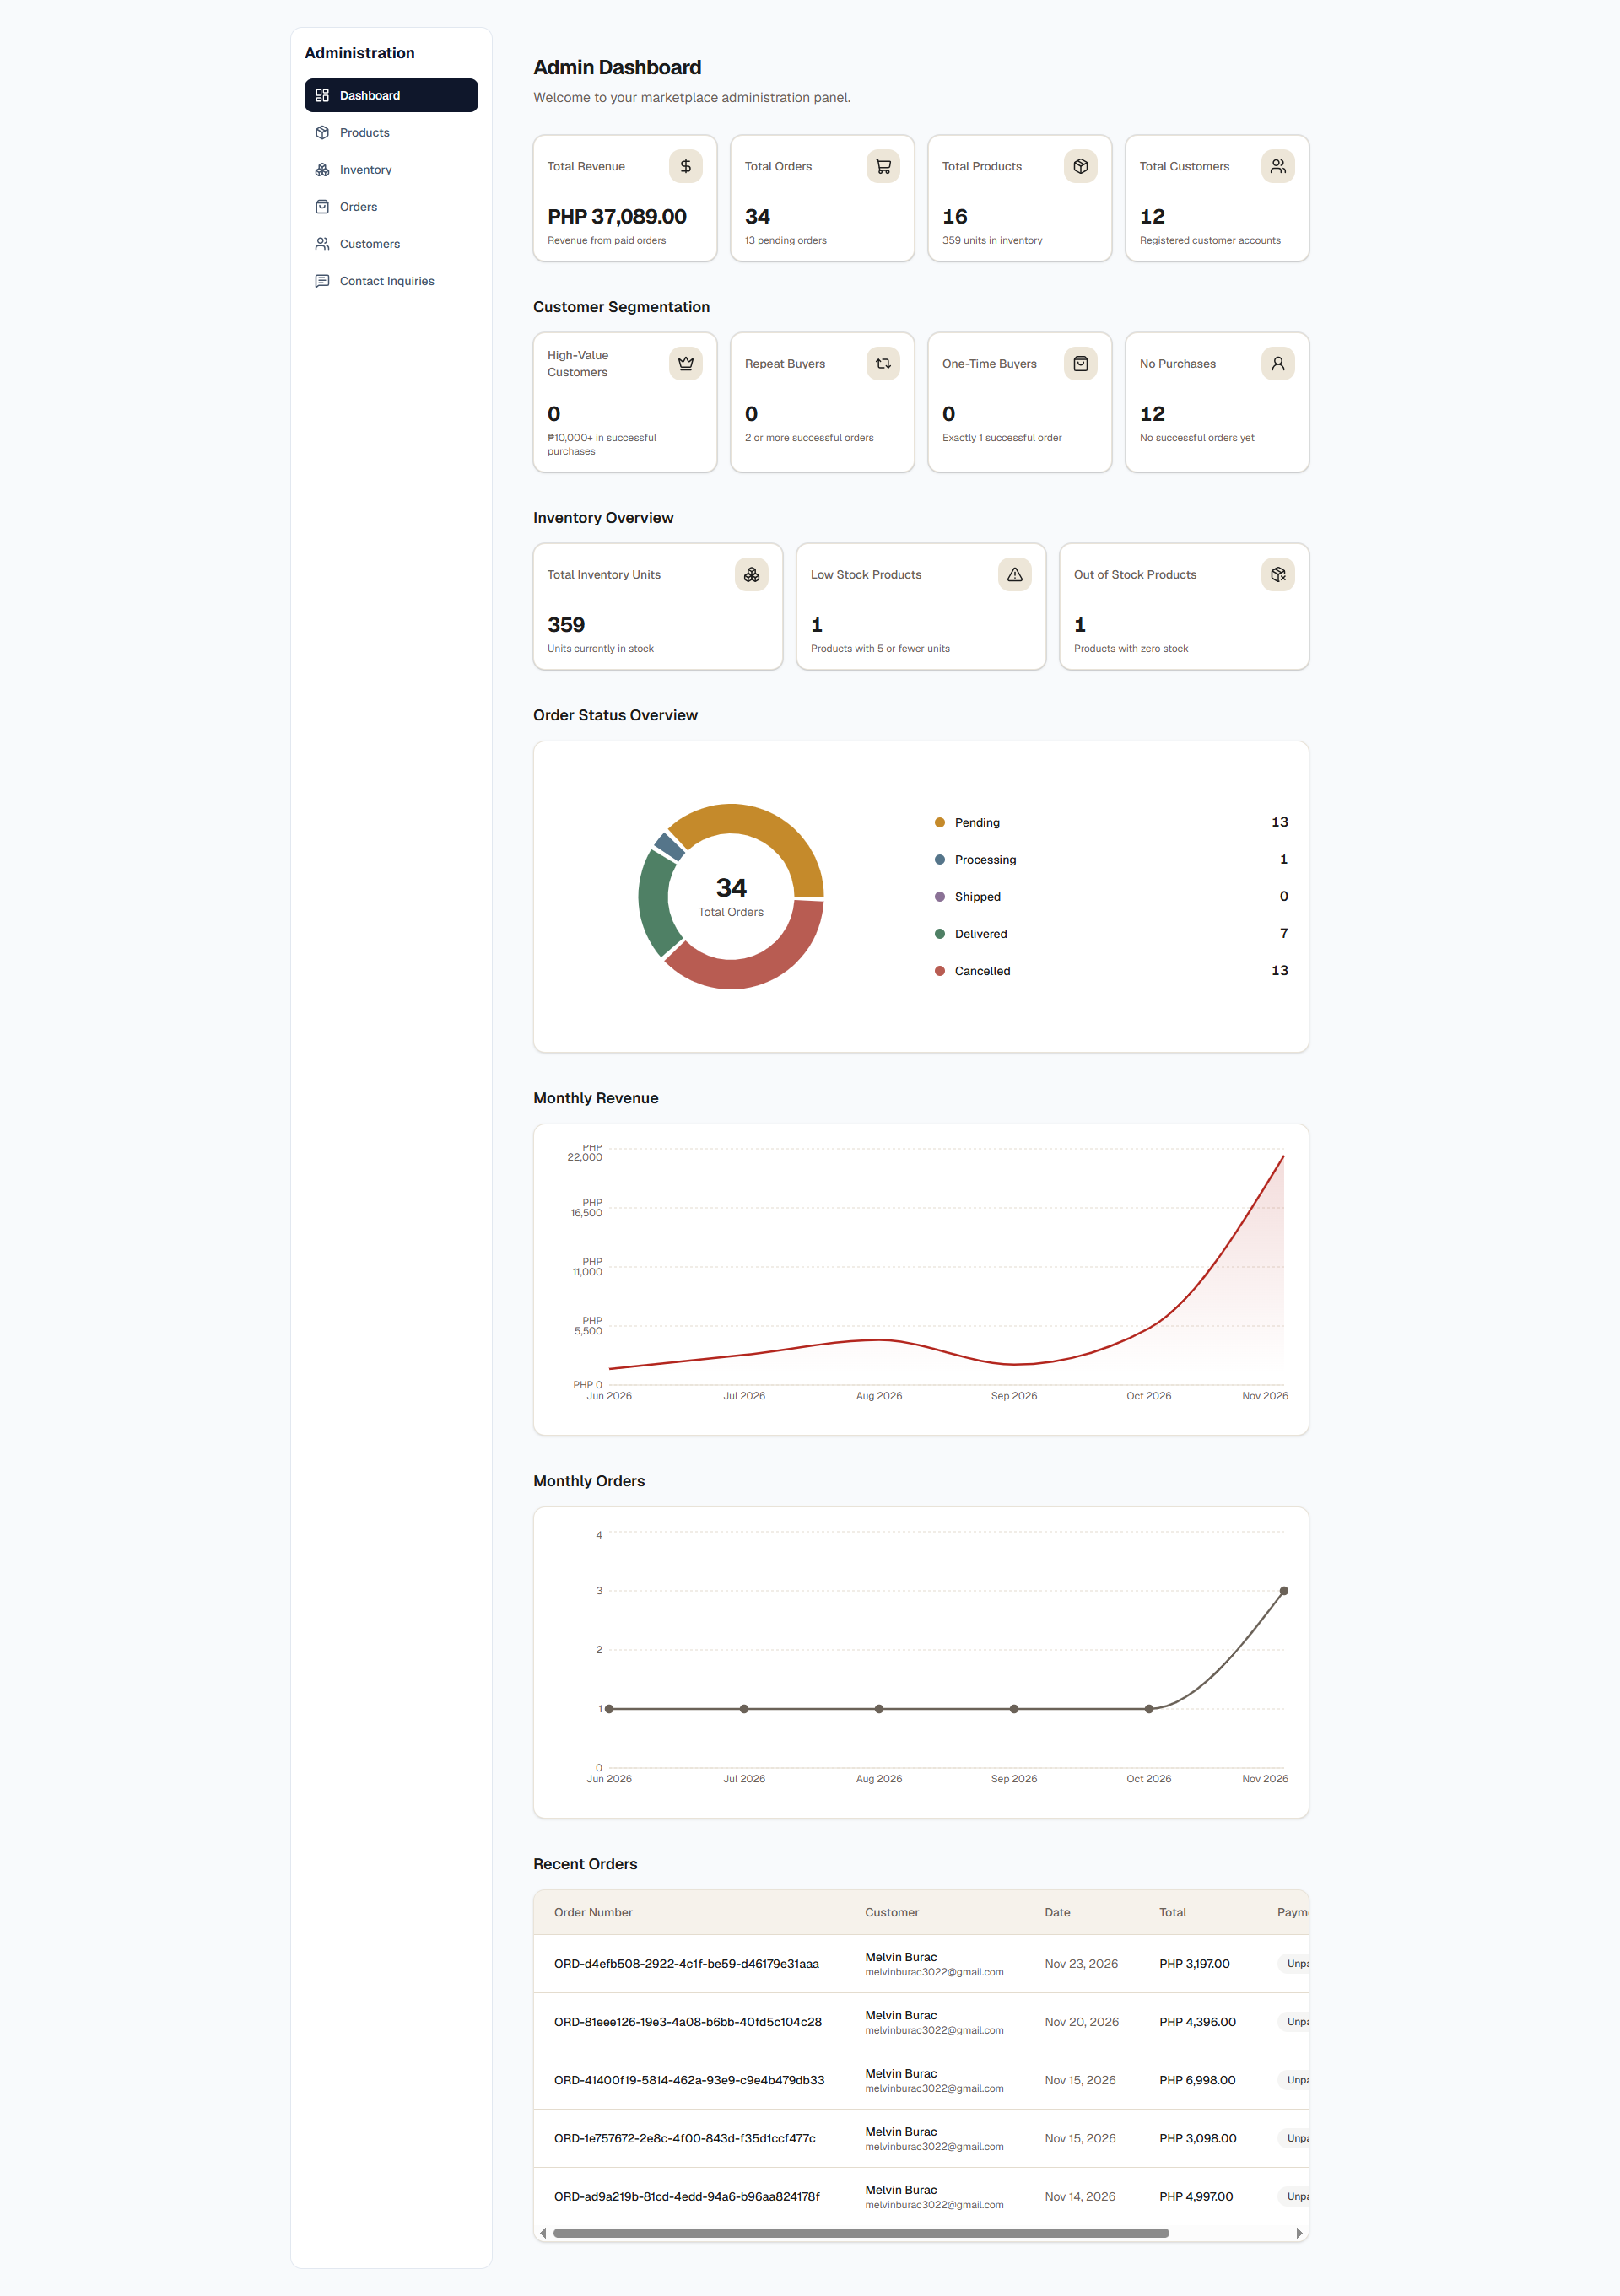 Administration
Dashboard
Products
Inventory
Orders
Customers
Contact Inquiries
Admin Dashboard
Welcome to your marketplace administration panel.
Total Revenue
PHP 37,089.00
Revenue from paid orders
Total Orders
34
13 pending orders
Total Products
16
359 units in inventory
Total Customers
12
Registered customer accounts
Customer Segmentation
High-Value
Customers
0
₱10,000+ in successful
purchases
Repeat Buyers
0
2 or more successful orders
One-Time Buyers
0
Exactly 1 successful order
No Purchases
12
No successful orders yet
Inventory Overview
Total Inventory Units
359
Units currently in stock
Low Stock Products
1
Products with 5 or fewer units
Out of Stock Products
1
Products with zero stock
Order Status Overview
34
Total Orders
Pending 13
Processing 1
Shipped 0
Delivered 7
Cancelled 13
Monthly Revenue
PHP
22,000
PHP
16,500
PHP
11,000
PHP
5,500
PHP 0
Jun 2026 Jul 2026 Aug 2026 Sep 2026 Oct 2026 Nov 2026
Monthly Orders
4
3
2
1
0
Jun 2026 Jul 2026 Aug 2026 Sep 2026 Oct 2026 Nov 2026
Recent Orders
Order Number Customer Date Total Paym
ORD-d4efb508-2922-4c1f-be59-d46179e31aaa Melvin Burac Nov 23, 2026 PHP 3,197.00 Unpa
melvinburac3022@gmail.com
ORD-81eee126-19e3-4a08-b6bb-40fd5c104c28 Melvin Burac Nov 20, 2026 PHP 4,396.00 Unpa
melvinburac3022@gmail.com
ORD-41400f19-5814-462a-93e9-c9e4b479db33 Melvin Burac Nov 15, 2026 PHP 6,998.00 Unpa
melvinburac3022@gmail.com
ORD-1e757672-2e8c-4f00-843d-f35d1ccf477c Melvin Burac Nov 15, 2026 PHP 3,098.00 Unpa
melvinburac3022@gmail.com
ORD-ad9a219b-81cd-4edd-94a6-b96aa824178f Melvin Burac Nov 14, 2026 PHP 4,997.00 Unpa
melvinburac3022@gmail.com